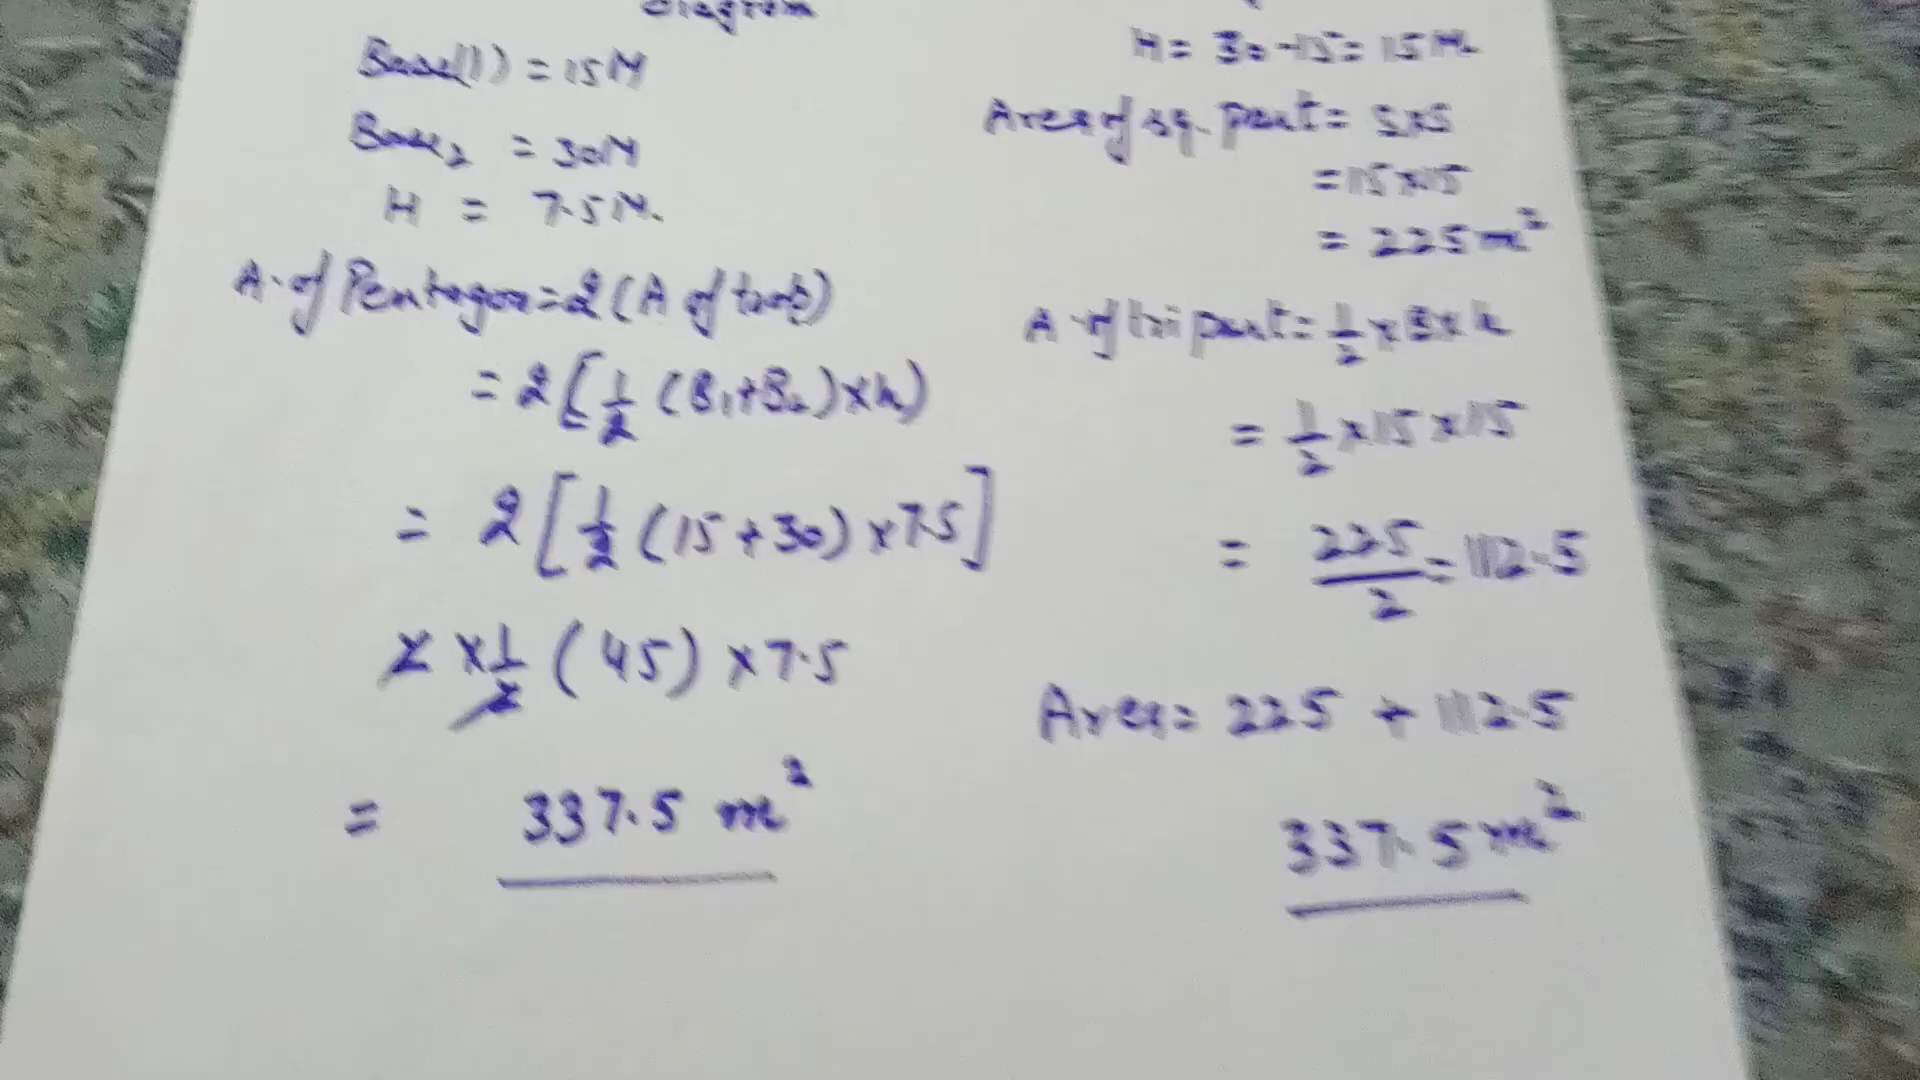 Diagram
Base(1) = 15M
Base2 = 30M
H = 7.5M.
A. of Pentagon = 2 (A of trap)
= 2 [1/2 (B1+B2) x h)
= 2 [1/2 (15 + 30) x 7.5]
2 x 1/2 (45) x 7.5
= 337.5 m²
H = 30 - 15 = 15M
Area of sq. part = SxS
= 15 x 15
= 225 m²
A of tri part = 1/2 x B x h
= 1/2 x 15 x 15
= 225/2 = 112.5
Area = 225 + 112.5
337.5 m²